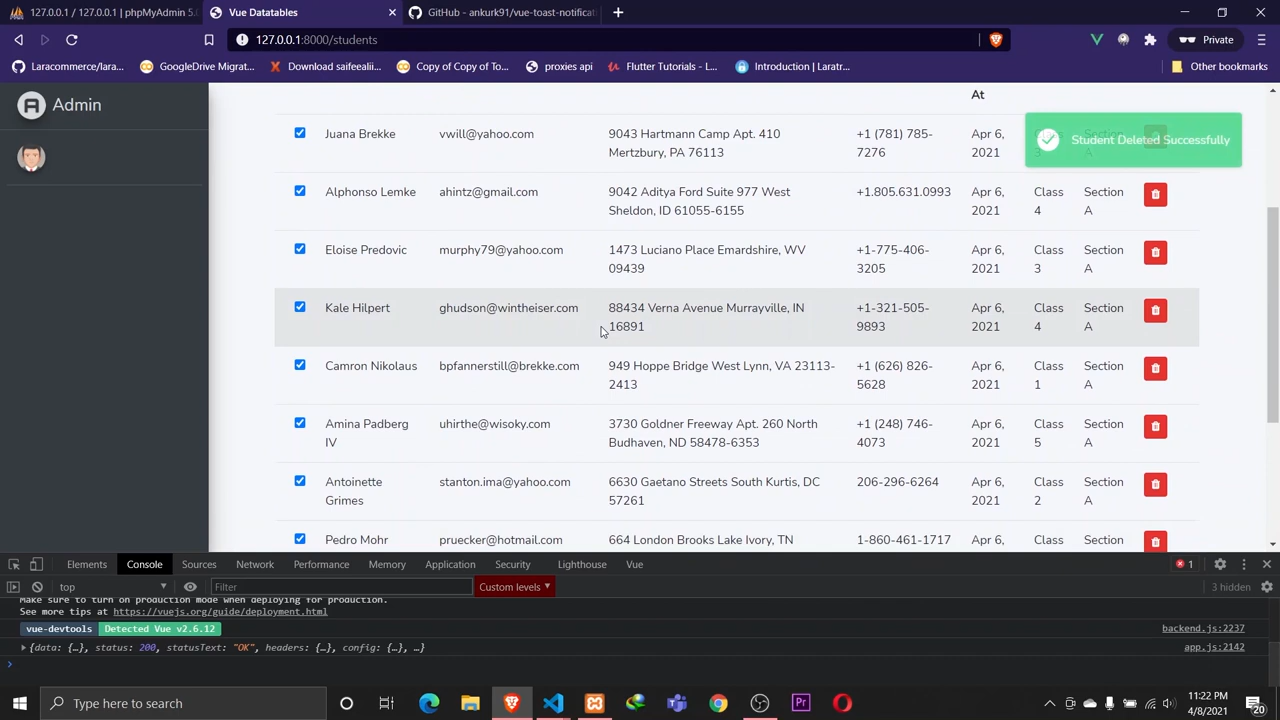 127.0.0.1 / 127.0.0.1 | phpMyAdmin 5.
Vue Datatables
GitHub - ankurk91/vue-toast-notificati
127.0.0.1:8000/students
Private
Laracommerce/lara...
GoogleDrive Migrat...
Download saifeealii...
Copy of Copy of To...
proxies api
Flutter Tutorials - L...
Introduction | Laratr...
Other bookmarks
Admin
At
Student Deleted Successfully
Juana Brekke vwill@yahoo.com 9043 Hartmann Camp Apt. 410 +1 (781) 785- Apr 6, Class Section
Mertzbury, PA 76113 7276 2021 3 A
Alphonso Lemke ahintz@gmail.com 9042 Aditya Ford Suite 977 West +1.805.631.0993 Apr 6, Class Section
Sheldon, ID 61055-6155 2021 4 A
Eloise Predovic murphy79@yahoo.com 1473 Luciano Place Emardshire, WV +1-775-406- Apr 6, Class Section
09439 3205 2021 3 A
Kale Hilpert ghudson@wintheiser.com 88434 Verna Avenue Murrayville, IN +1-321-505- Apr 6, Class Section
16891 9893 2021 4 A
Camron Nikolaus bpfannerstill@brekke.com 949 Hoppe Bridge West Lynn, VA 23113- +1 (626) 826- Apr 6, Class Section
2413 5628 2021 1 A
Amina Padberg uhirthe@wisoky.com 3730 Goldner Freeway Apt. 260 North +1 (248) 746- Apr 6, Class Section
IV Budhaven, ND 58478-6353 4073 2021 5 A
Antoinette stanton.ima@yahoo.com 6630 Gaetano Streets South Kurtis, DC 206-296-6264 Apr 6, Class Section
Grimes 57261 2021 2 A
Pedro Mohr pruecker@hotmail.com 664 London Brooks Lake Ivory, TN 1-860-461-1717 Apr 6, Class Section
Elements Console Sources Network Performance Memory Application Security Lighthouse Vue 1
top Filter Custom levels 3 hidden
Make sure to turn on production mode when deploying for production.
See more tips at https://vuejs.org/guide/deployment.html
vue-devtools Detected Vue v2.6.12 backend.js:2237
{data: {…}, status: 200, statusText: "OK", headers: {…}, config: {…}, …} app.js:2142
Type here to search
11:22 PM
4/8/2021
20